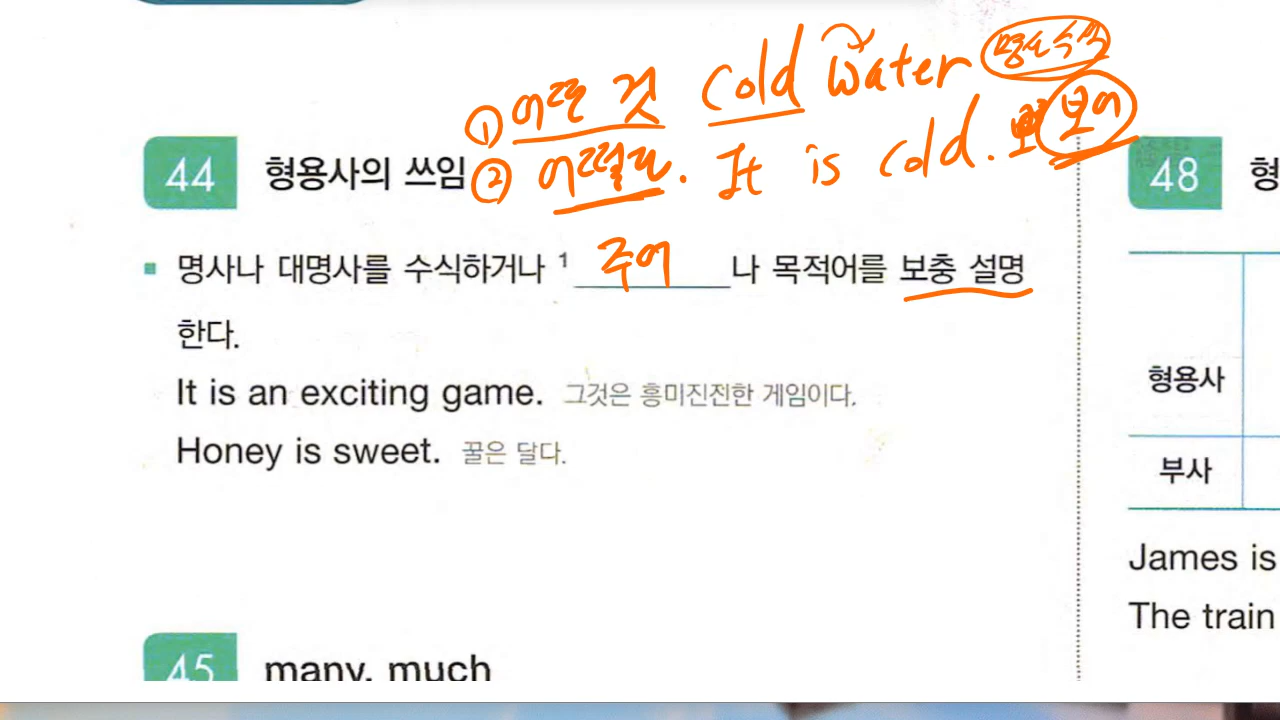 ① 어떤 것 cold water 명사수식
② 어떻다. It is cold. 보어
44 형용사의 쓰임
명사나 대명사를 수식하거나 ¹ 주어 나 목적어를 보충 설명
한다.
It is an exciting game. 그것은 흥미진진한 게임이다.
Honey is sweet. 꿀은 달다.
45 many, much
48 형
형용사
부사
James is
The train